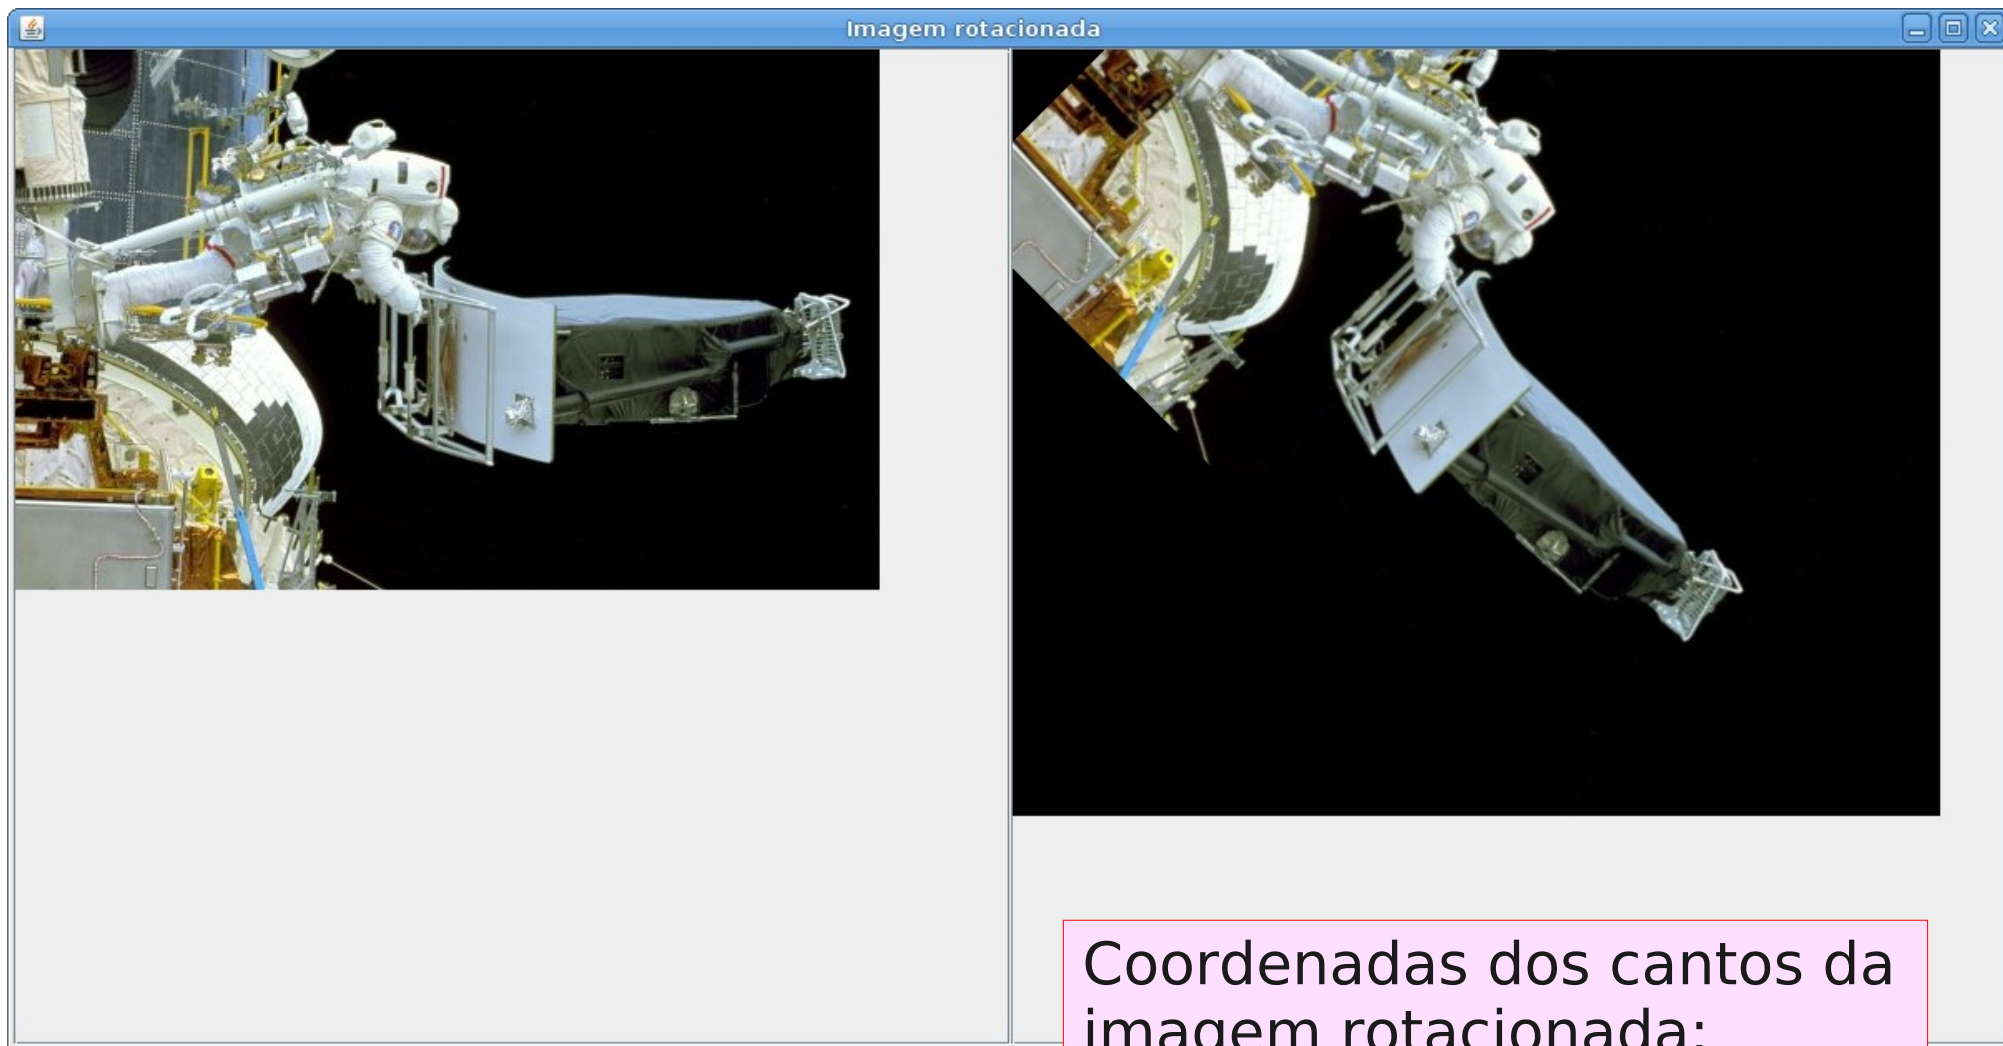 Imagem rotacionada
Coordenadas dos cantos da
imagem rotacionada: